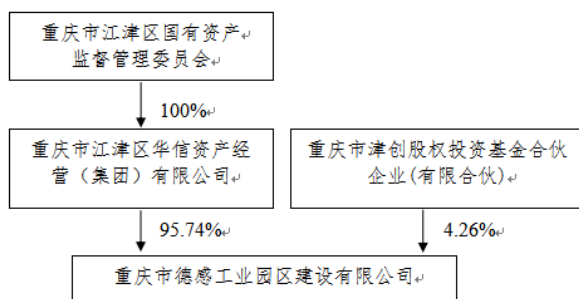 重庆市江津区国有资产
监督管理委员会
100%
重庆市江津区华信资产经
营（集团）有限公司
重庆市津创股权投资基金合伙
企业(有限合伙)
95.74%
4.26%
重庆市德感工业园区建设有限公司